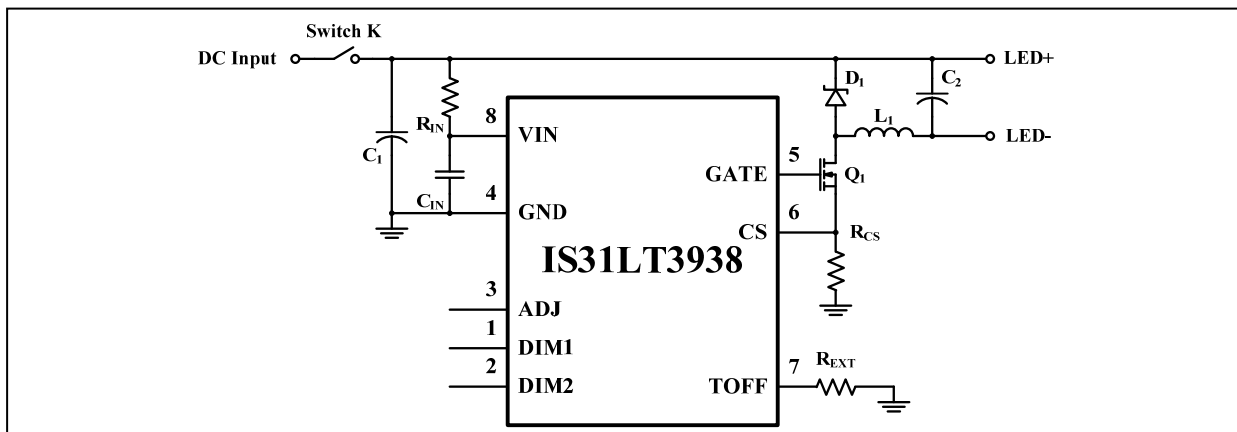 Switch K
DC Input
LED+
D1
C2
L1
LED-
8
RIN
VIN
C1
5
GATE
Q1
4
CIN
GND
6
CS
RCS
IS31LT3938
3
ADJ
1
DIM1
2
DIM2
7
REXT
TOFF